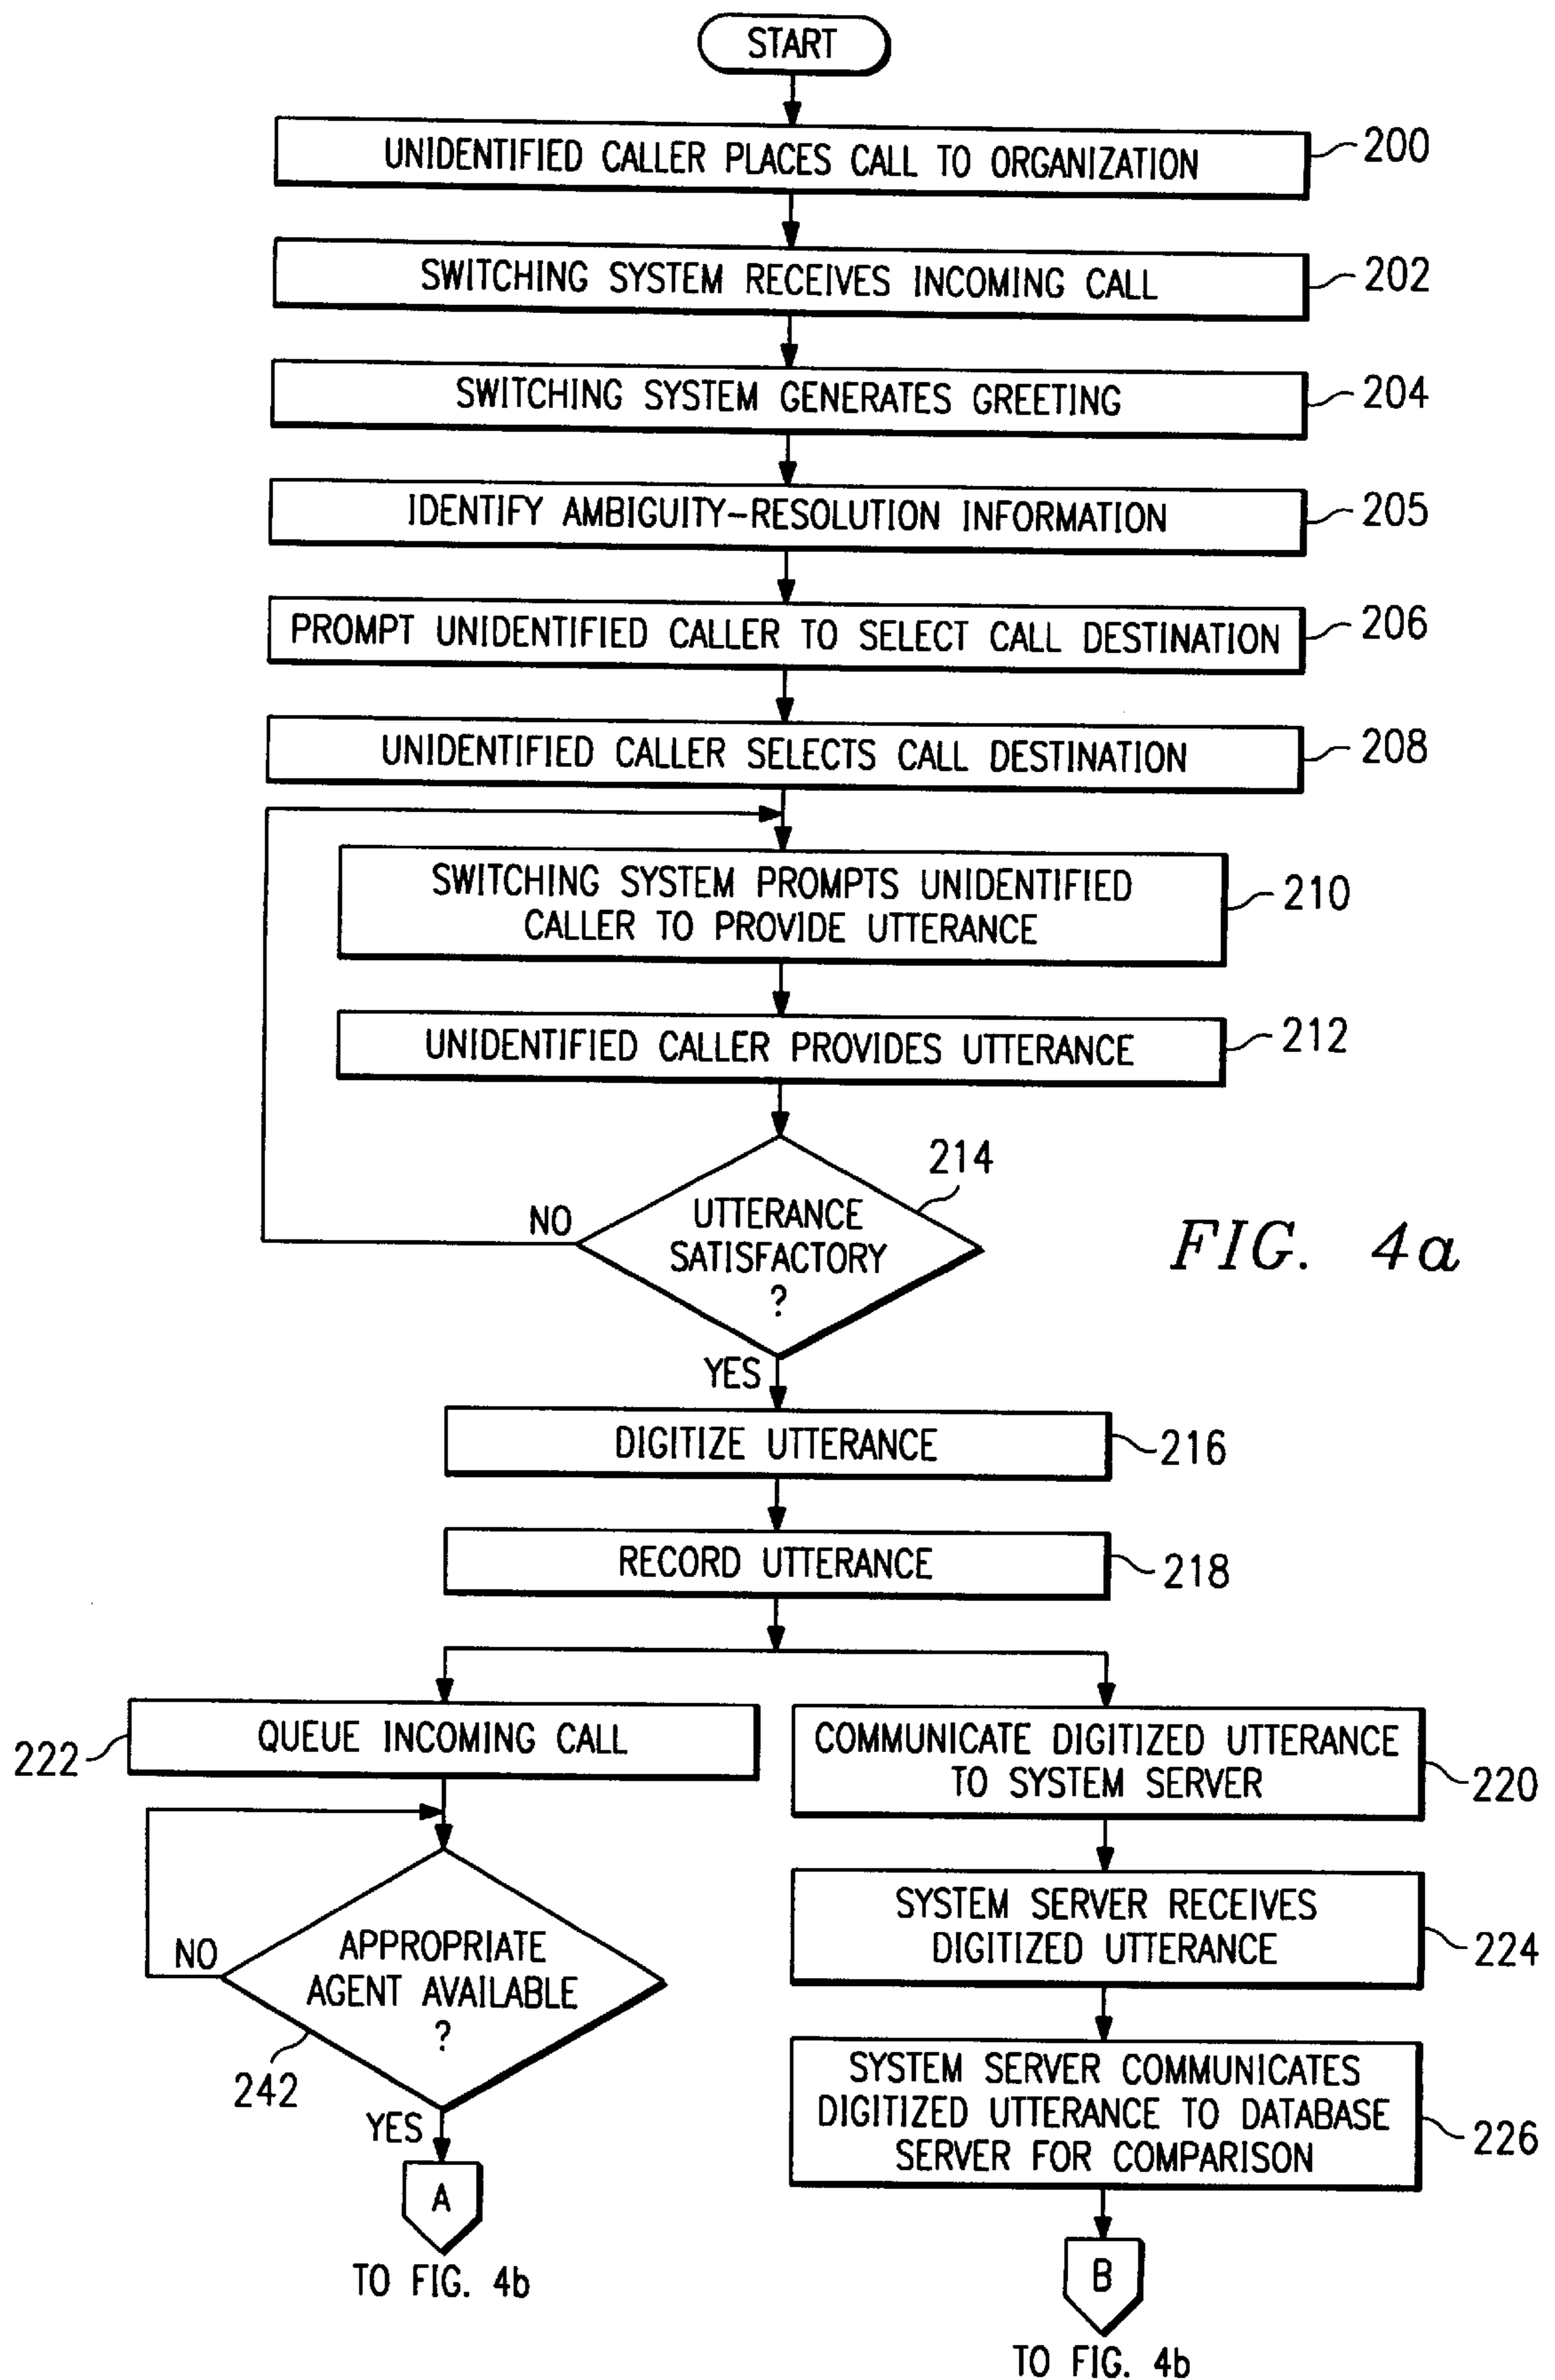 START
UNIDENTIFIED CALLER PLACES CALL TO ORGANIZATION
200
SWITCHING SYSTEM RECEIVES INCOMING CALL
202
SWITCHING SYSTEM GENERATES GREETING
204
IDENTIFY AMBIGUITY-RESOLUTION INFORMATION
205
PROMPT UNIDENTIFIED CALLER TO SELECT CALL DESTINATION
206
UNIDENTIFIED CALLER SELECTS CALL DESTINATION
208
SWITCHING SYSTEM PROMPTS UNIDENTIFIED
CALLER TO PROVIDE UTTERANCE
210
UNIDENTIFIED CALLER PROVIDES UTTERANCE
212
214
UTTERANCE
SATISFACTORY
?
NO
FIG. 4a
YES
DIGITIZE UTTERANCE
216
RECORD UTTERANCE
218
QUEUE INCOMING CALL
222
COMMUNICATE DIGITIZED UTTERANCE
TO SYSTEM SERVER
220
APPROPRIATE
AGENT AVAILABLE
?
NO
242
YES
A
TO FIG. 4b
SYSTEM SERVER RECEIVES
DIGITIZED UTTERANCE
224
SYSTEM SERVER COMMUNICATES
DIGITIZED UTTERANCE TO DATABASE
SERVER FOR COMPARISON
226
B
TO FIG. 4b